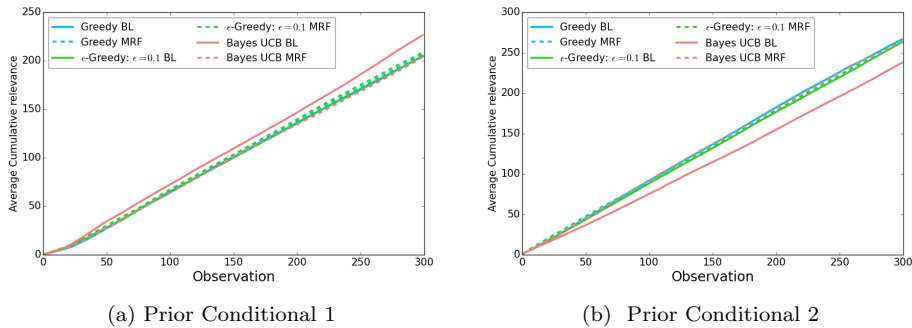 250
200
150
100
50
0
Average Cumulative relevance
Greedy BL
Greedy MRF
ϵ-Greedy: ϵ = 0.1 BL
ϵ-Greedy: ϵ = 0.1 MRF
Bayes UCB BL
Bayes UCB MRF
0 50 100 150 200 250 300
Observation
(a) Prior Conditional 1
300
250
200
150
100
50
0
Average Cumulative relevance
Greedy BL
Greedy MRF
ϵ-Greedy: ϵ = 0.1 BL
ϵ-Greedy: ϵ = 0.1 MRF
Bayes UCB BL
Bayes UCB MRF
0 50 100 150 200 250 300
Observation
(b) Prior Conditional 2